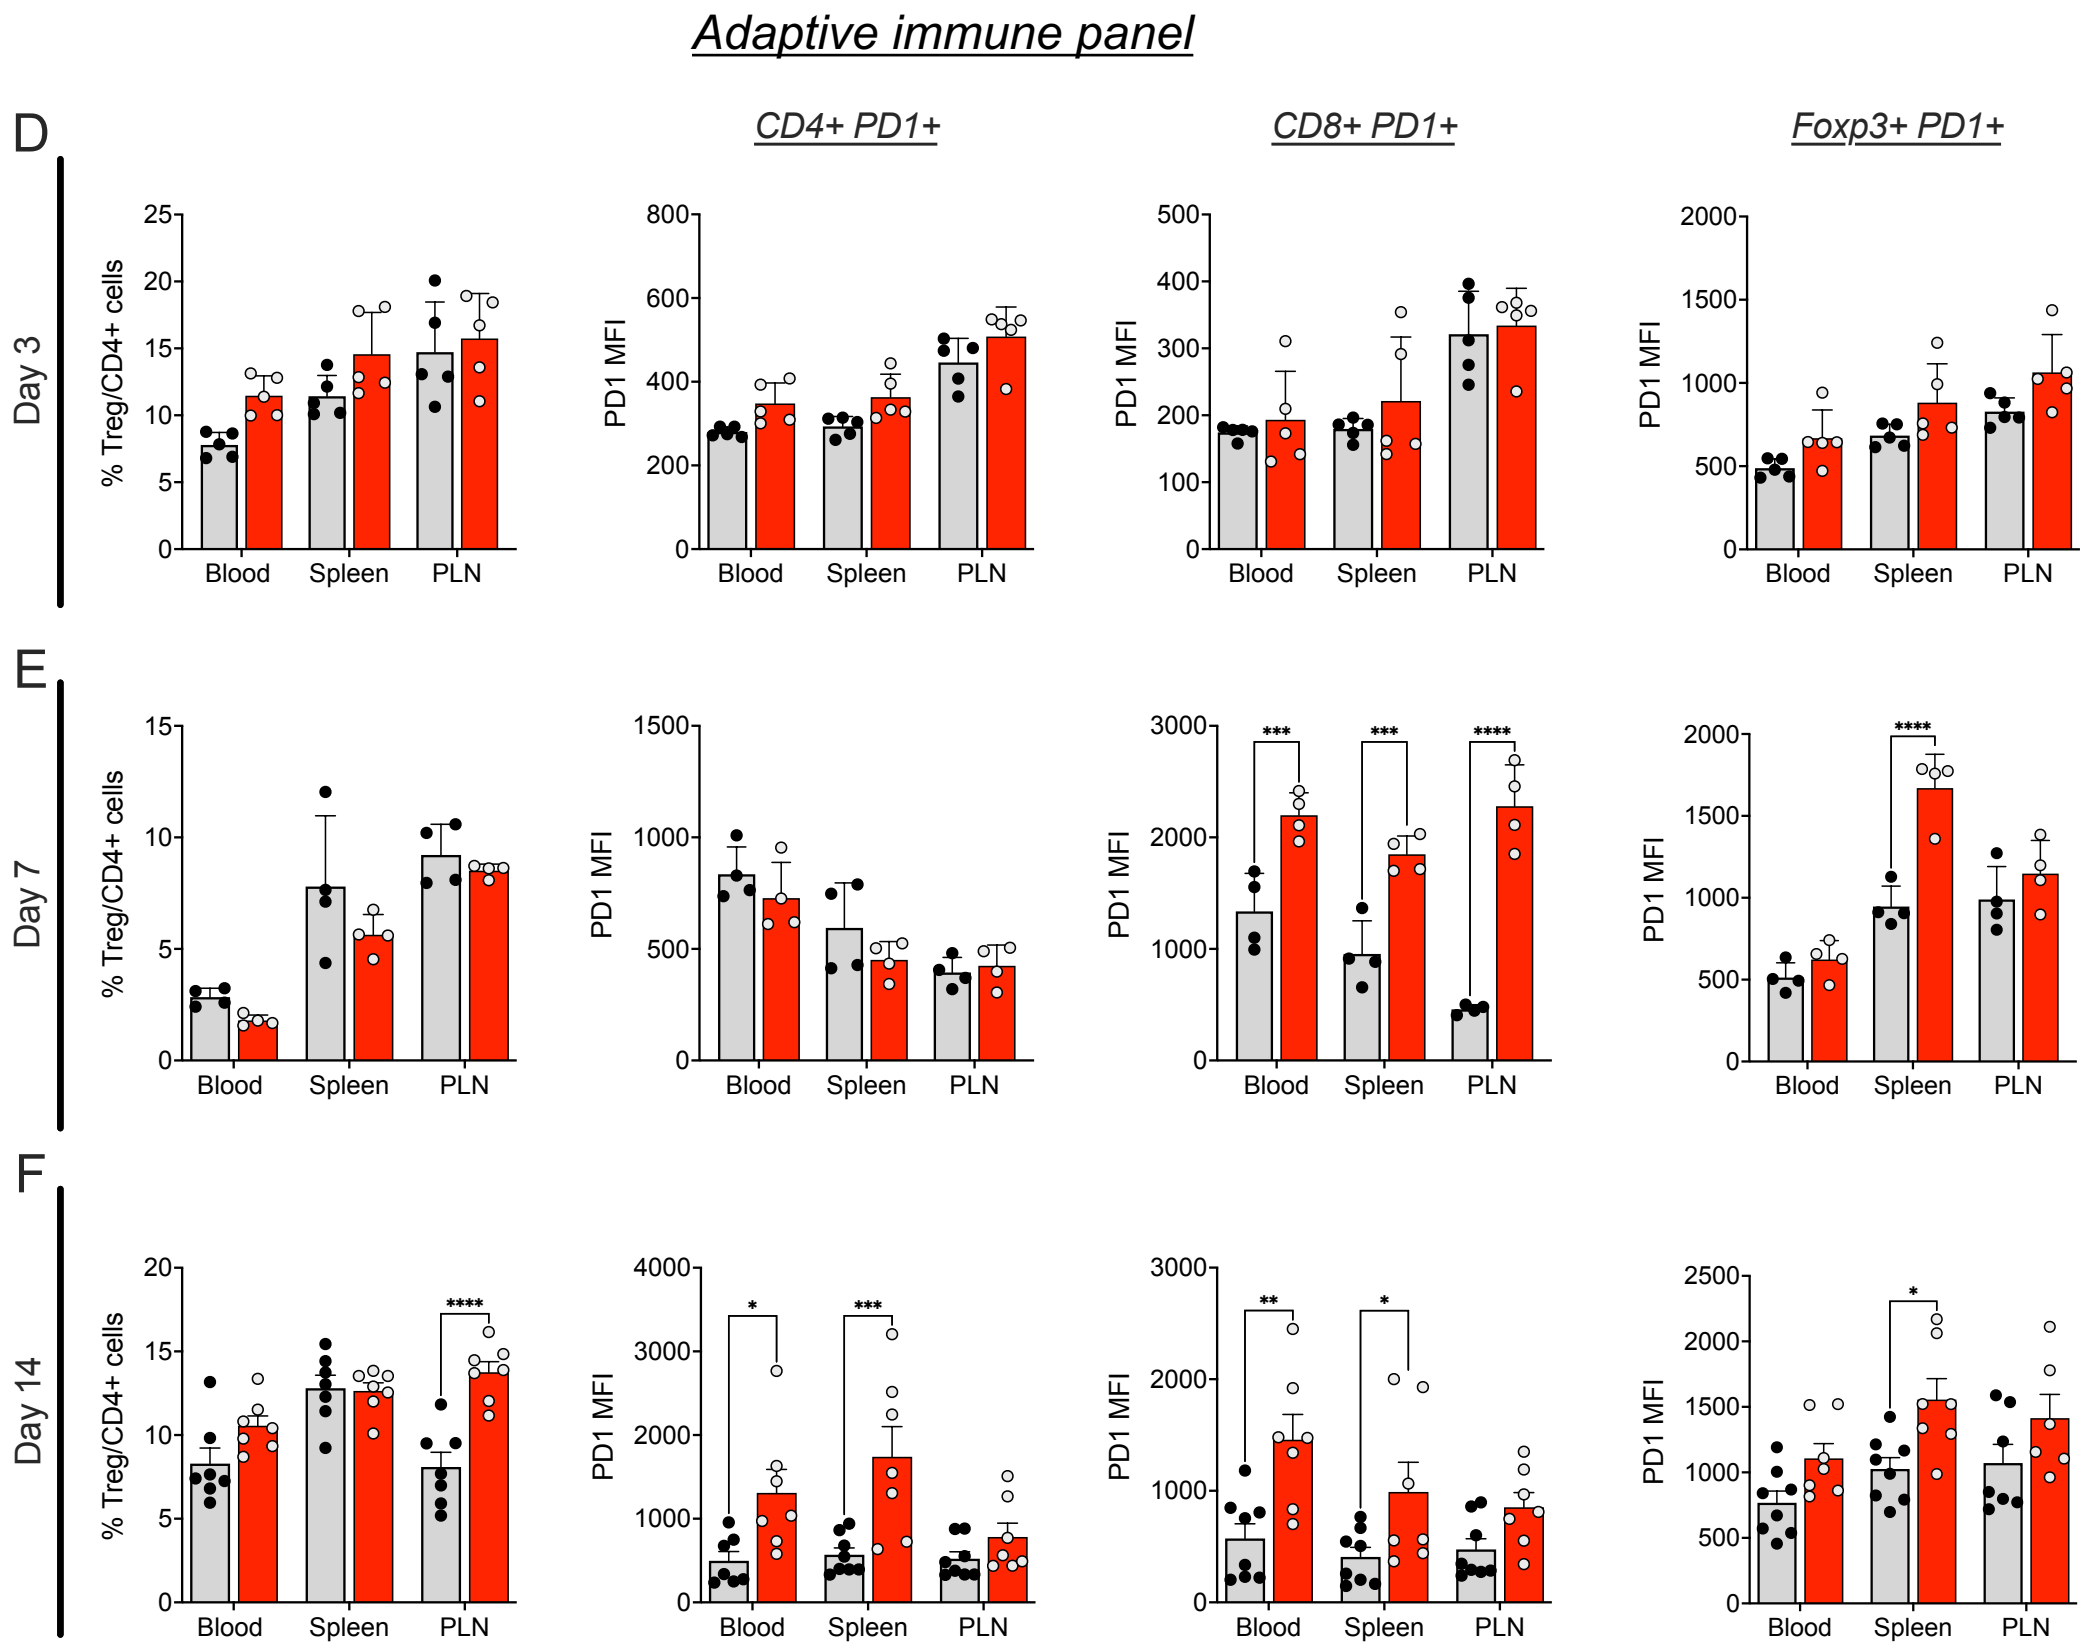 Adaptive immune panel
D
CD4+ PD1+
CD8+ PD1+
Foxp3+ PD1+
Day 3
% Treg/CD4+ cells
25
20
15
10
5
0
Blood Spleen PLN
PD1 MFI
800
600
400
200
0
Blood Spleen PLN
PD1 MFI
500
400
300
200
100
0
Blood Spleen PLN
PD1 MFI
2000
1500
1000
500
0
Blood Spleen PLN
E
Day 7
% Treg/CD4+ cells
15
10
5
0
Blood Spleen PLN
PD1 MFI
1500
1000
500
0
Blood Spleen PLN
PD1 MFI
3000
2000
1000
0
*** *** ****
Blood Spleen PLN
PD1 MFI
2000
1500
1000
500
0
****
Blood Spleen PLN
F
Day 14
% Treg/CD4+ cells
20
15
10
5
0
****
Blood Spleen PLN
PD1 MFI
4000
3000
2000
1000
0
* ***
Blood Spleen PLN
PD1 MFI
3000
2000
1000
0
** *
Blood Spleen PLN
PD1 MFI
2500
2000
1500
1000
500
0
*
Blood Spleen PLN